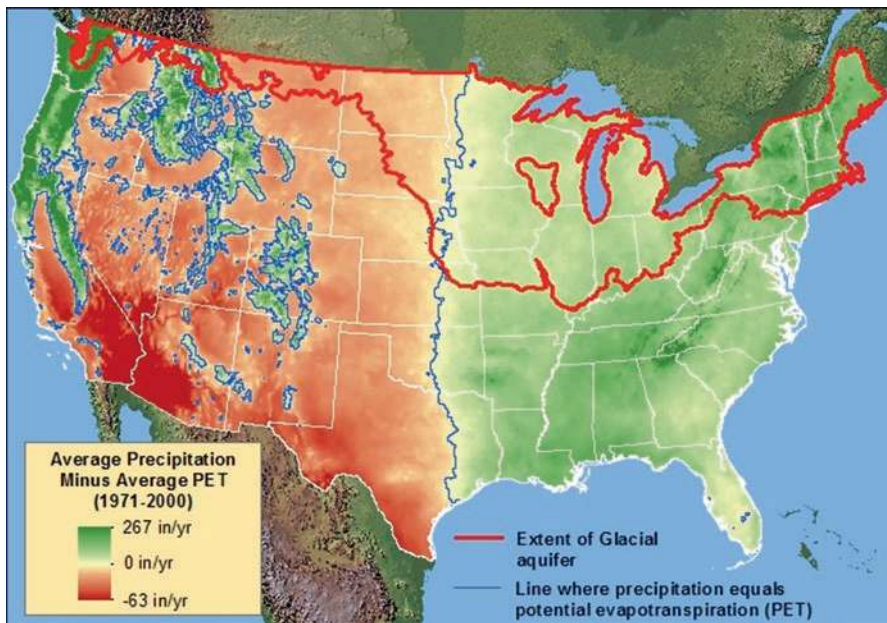 Average Precipitation
Minus Average PET
(1971-2000)
267 in/yr
0 in/yr
-63 in/yr
Extent of Glacial
aquifer
Line where precipitation equals
potential evapotranspiration (PET)